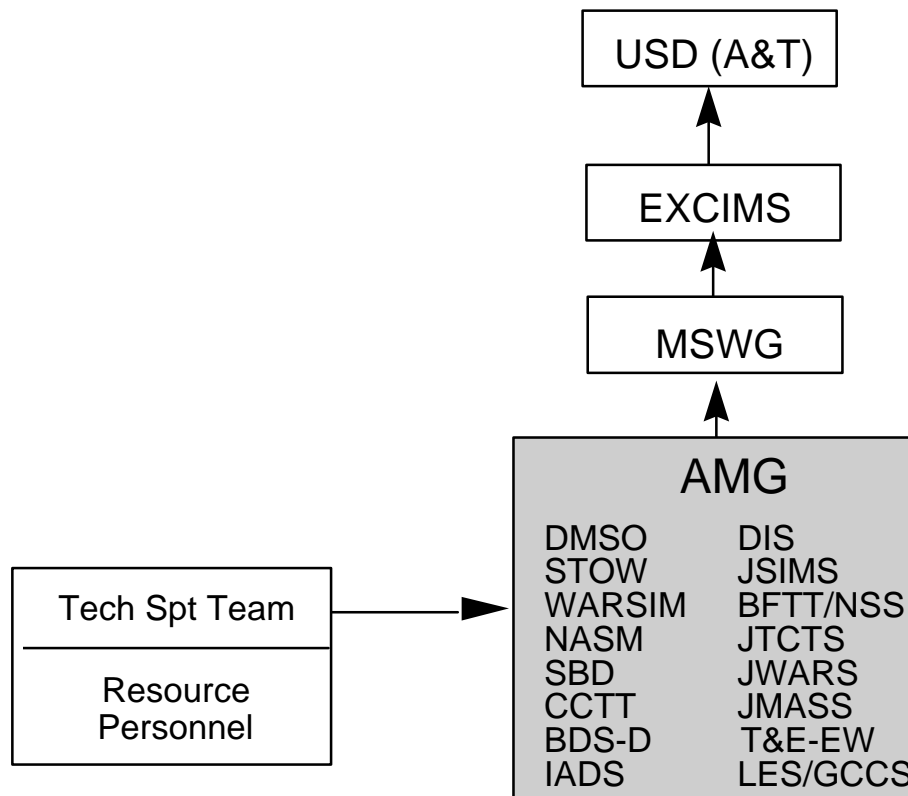 USD (A&T)
EXCIMS
MSWG
AMG
DMSO DIS
STOW JSIMS
WARSIM BFTT/NSS
NASM JTCTS
SBD JWARS
CCTT JMASS
BDS-D T&E-EW
IADS LES/GCCS
Tech Spt Team
Resource
Personnel